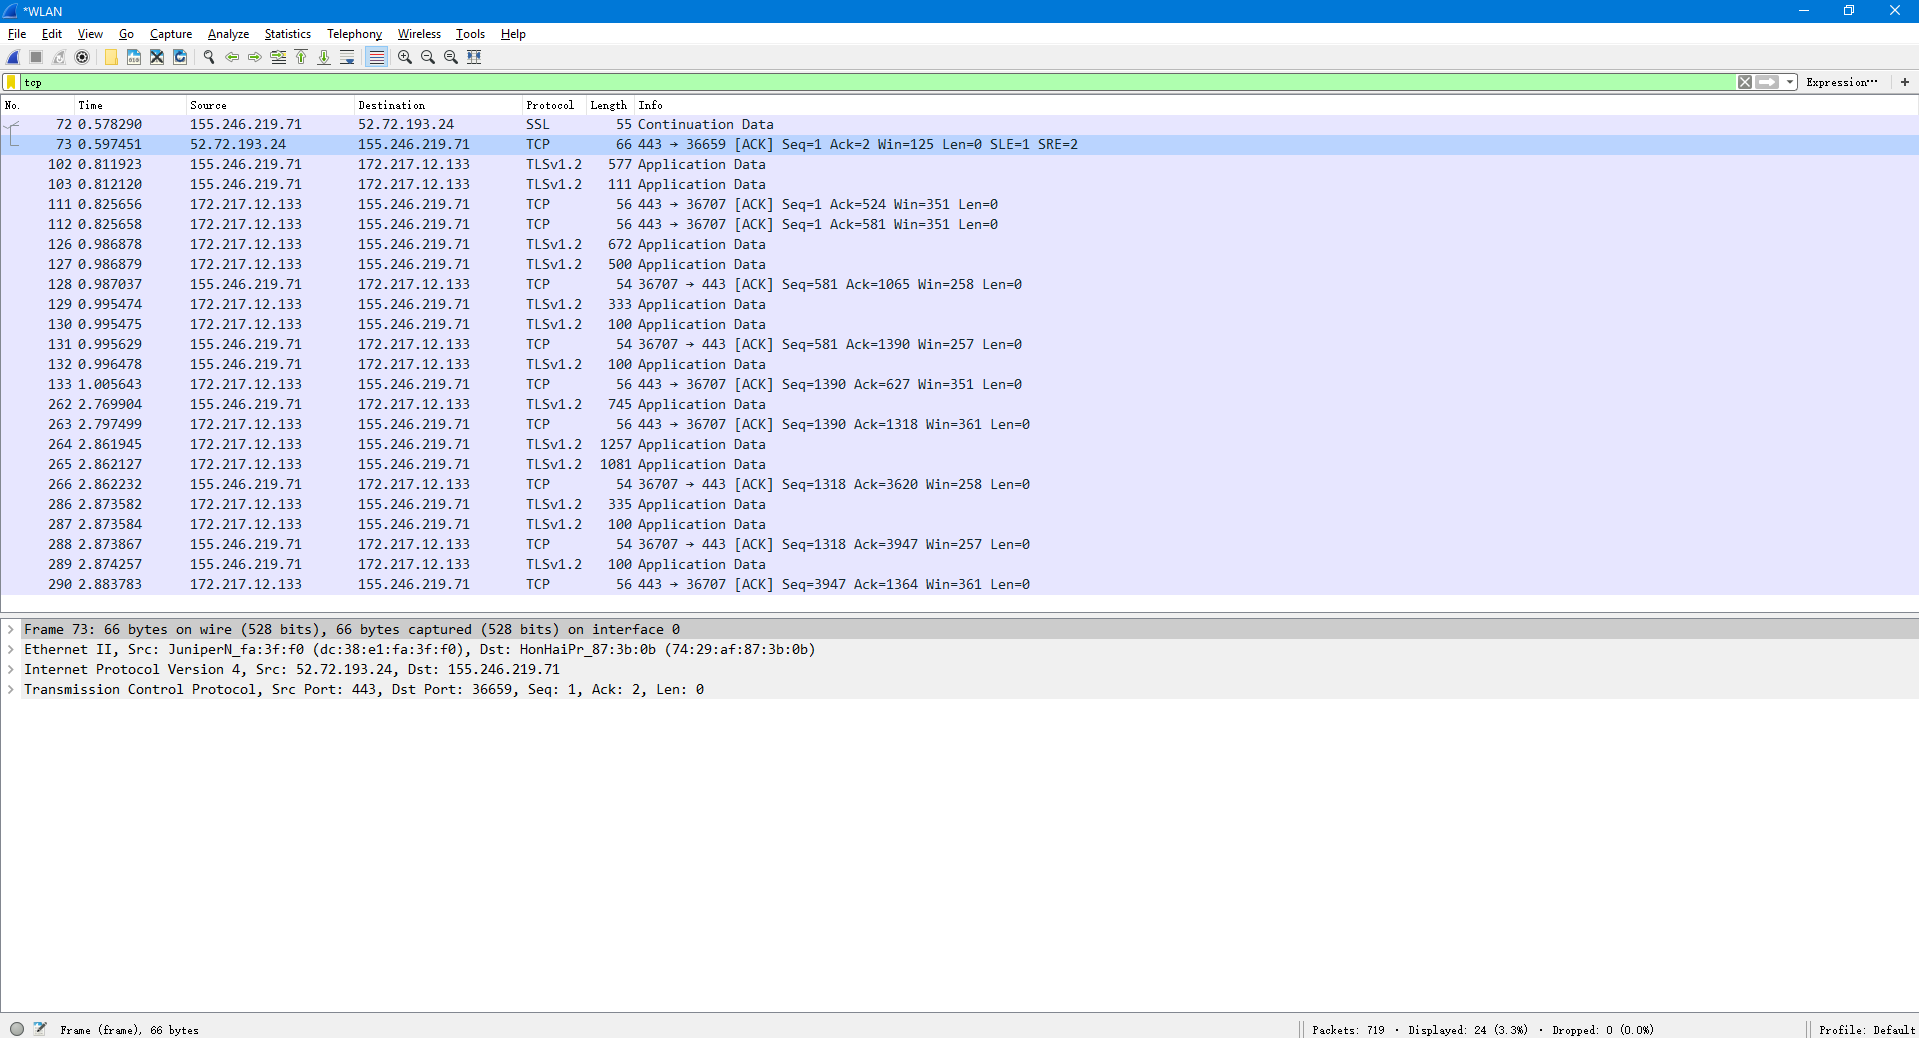 *WLAN
File Edit View Go Capture Analyze Statistics Telephony Wireless Tools Help
tcp Expression…  +
No. Time Source Destination Protocol Length Info
72 0.578290 155.246.219.71 52.72.193.24 SSL 55 Continuation Data
73 0.597451 52.72.193.24 155.246.219.71 TCP 66 443 → 36659 [ACK] Seq=1 Ack=2 Win=125 Len=0 SLE=1 SRE=2
102 0.811923 155.246.219.71 172.217.12.133 TLSv1.2 577 Application Data
103 0.812120 155.246.219.71 172.217.12.133 TLSv1.2 111 Application Data
111 0.825656 172.217.12.133 155.246.219.71 TCP 56 443 → 36707 [ACK] Seq=1 Ack=524 Win=351 Len=0
112 0.825658 172.217.12.133 155.246.219.71 TCP 56 443 → 36707 [ACK] Seq=1 Ack=581 Win=351 Len=0
126 0.986878 172.217.12.133 155.246.219.71 TLSv1.2 672 Application Data
127 0.986879 172.217.12.133 155.246.219.71 TLSv1.2 500 Application Data
128 0.987037 155.246.219.71 172.217.12.133 TCP 54 36707 → 443 [ACK] Seq=581 Ack=1065 Win=258 Len=0
129 0.995474 172.217.12.133 155.246.219.71 TLSv1.2 333 Application Data
130 0.995475 172.217.12.133 155.246.219.71 TLSv1.2 100 Application Data
131 0.995629 155.246.219.71 172.217.12.133 TCP 54 36707 → 443 [ACK] Seq=581 Ack=1390 Win=257 Len=0
132 0.996478 155.246.219.71 172.217.12.133 TLSv1.2 100 Application Data
133 1.005643 172.217.12.133 155.246.219.71 TCP 56 443 → 36707 [ACK] Seq=1390 Ack=627 Win=351 Len=0
262 2.769904 155.246.219.71 172.217.12.133 TLSv1.2 745 Application Data
263 2.797499 172.217.12.133 155.246.219.71 TCP 56 443 → 36707 [ACK] Seq=1390 Ack=1318 Win=361 Len=0
264 2.861945 172.217.12.133 155.246.219.71 TLSv1.2 1257 Application Data
265 2.862127 172.217.12.133 155.246.219.71 TLSv1.2 1081 Application Data
266 2.862232 155.246.219.71 172.217.12.133 TCP 54 36707 → 443 [ACK] Seq=1318 Ack=3620 Win=258 Len=0
286 2.873582 172.217.12.133 155.246.219.71 TLSv1.2 335 Application Data
287 2.873584 172.217.12.133 155.246.219.71 TLSv1.2 100 Application Data
288 2.873867 155.246.219.71 172.217.12.133 TCP 54 36707 → 443 [ACK] Seq=1318 Ack=3947 Win=257 Len=0
289 2.874257 155.246.219.71 172.217.12.133 TLSv1.2 100 Application Data
290 2.883783 172.217.12.133 155.246.219.71 TCP 56 443 → 36707 [ACK] Seq=3947 Ack=1364 Win=361 Len=0
Frame 73: 66 bytes on wire (528 bits), 66 bytes captured (528 bits) on interface 0
Ethernet II, Src: JuniperN_fa:3f:f0 (dc:38:e1:fa:3f:f0), Dst: HonHaiPr_87:3b:0b (74:29:af:87:3b:0b)
Internet Protocol Version 4, Src: 52.72.193.24, Dst: 155.246.219.71
Transmission Control Protocol, Src Port: 443, Dst Port: 36659, Seq: 1, Ack: 2, Len: 0
Frame (frame), 66 bytes Packets: 719 · Displayed: 24 (3.3%) · Dropped: 0 (0.0%) Profile: Default